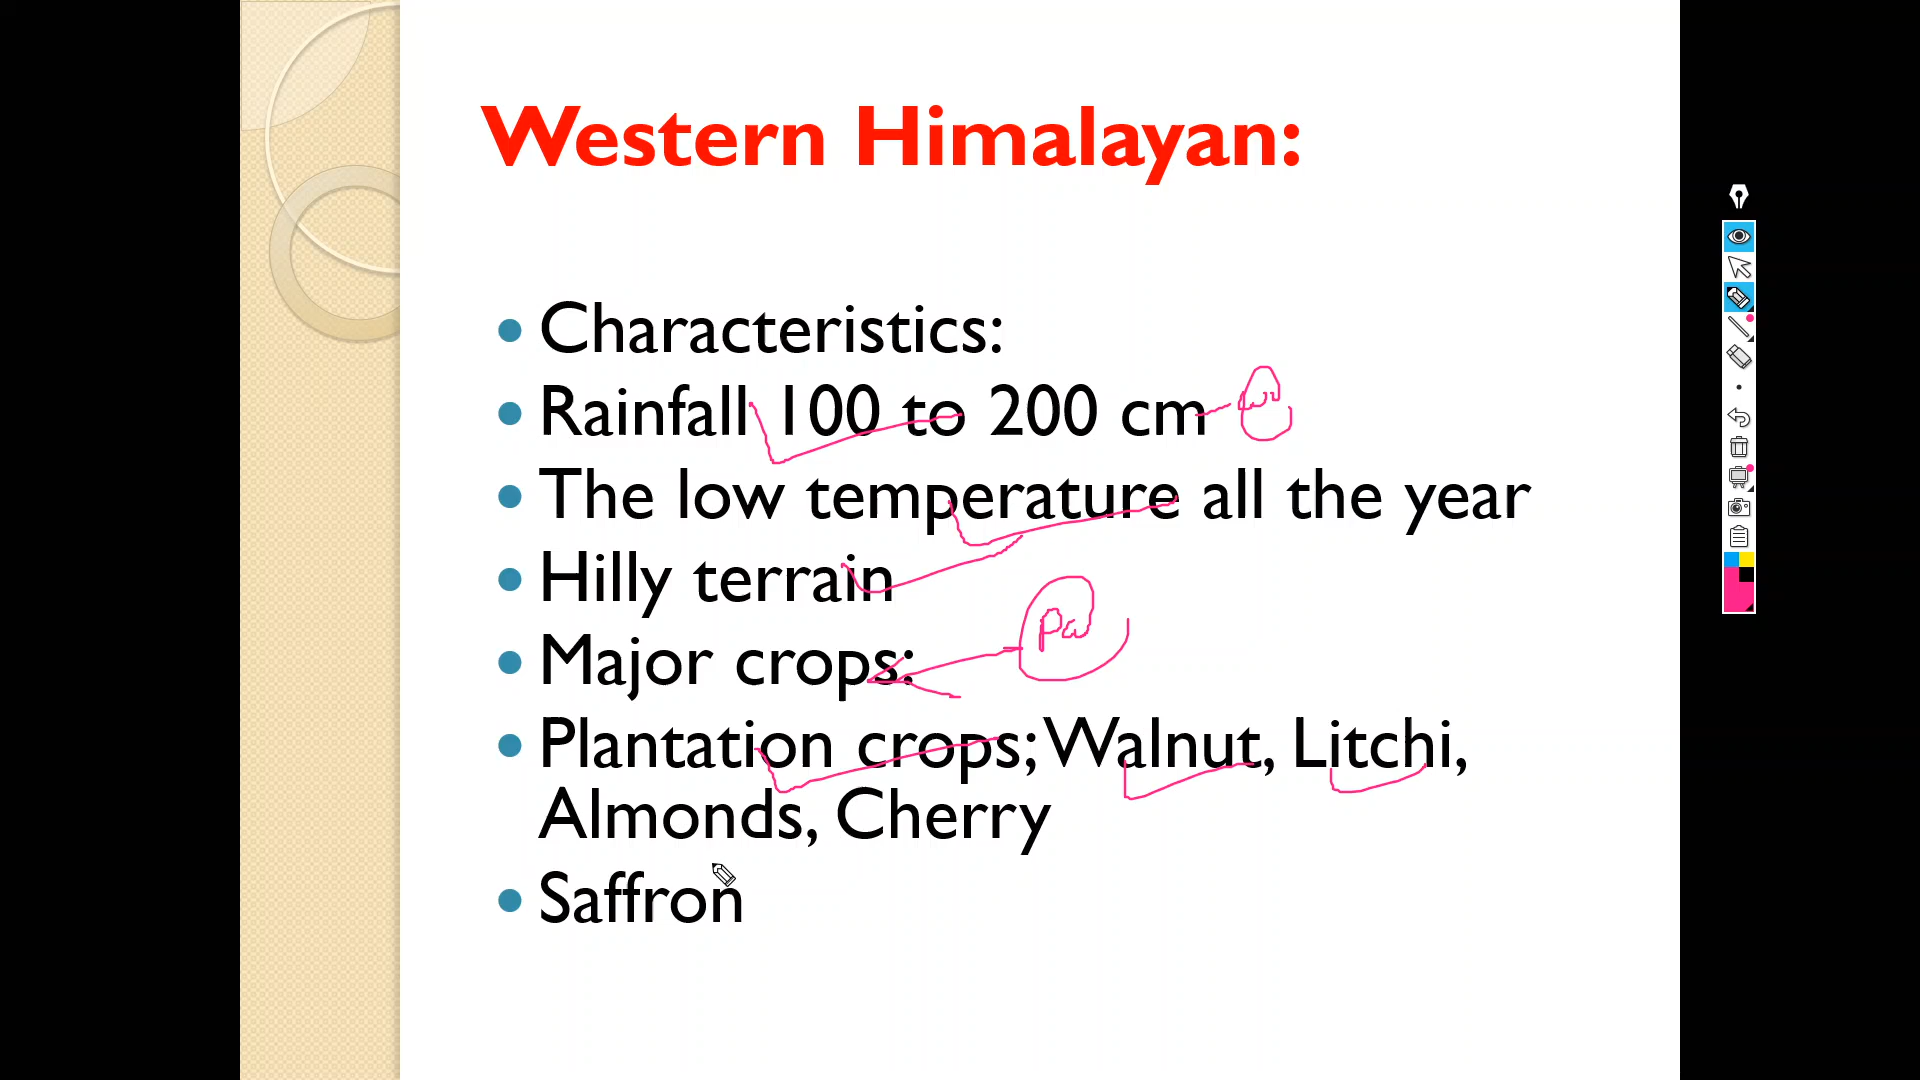 Western Himalayan:
Characteristics:
Rainfall 100 to 200 cm
The low temperature all the year
Hilly terrain
Major crops:
Plantation crops; Walnut, Litchi,
Almonds, Cherry
Saffron